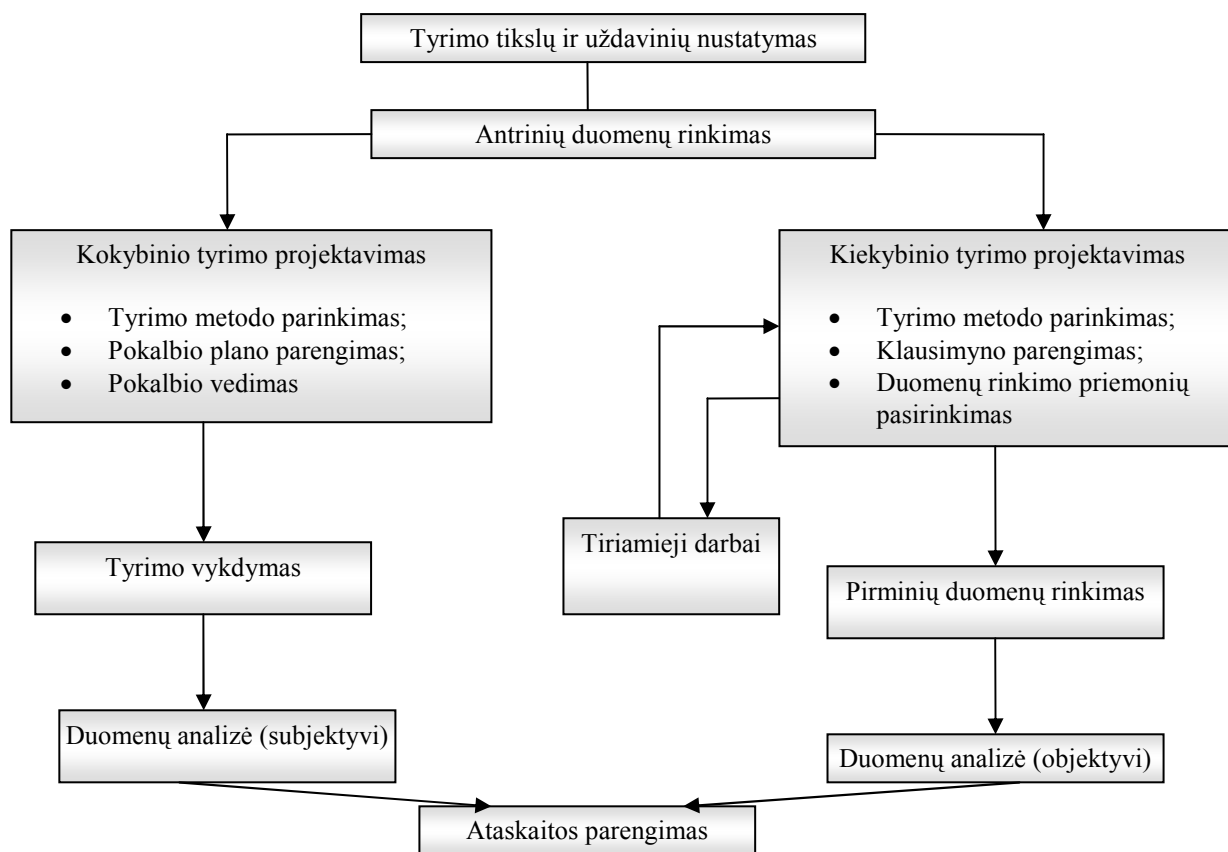 Tyrimo tikslų ir uždavinių nustatymas
Antrinių duomenų rinkimas
Kokybinio tyrimo projektavimas
• Tyrimo metodo parinkimas;
• Pokalbio plano parengimas;
• Pokalbio vedimas
Kiekybinio tyrimo projektavimas
• Tyrimo metodo parinkimas;
• Klausimyno parengimas;
• Duomenų rinkimo priemonių
pasirinkimas
Tyrimo vykdymas
Tiriamieji darbai
Pirminių duomenų rinkimas
Duomenų analizė (subjektyvi)
Duomenų analizė (objektyvi)
Ataskaitos parengimas